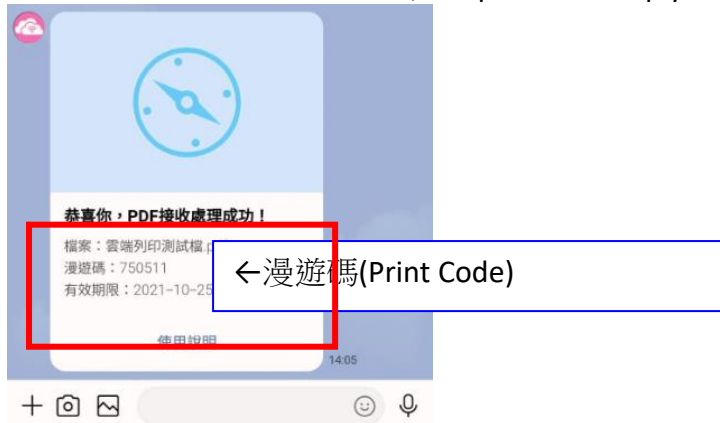 恭喜你，PDF接收處理成功！
檔案：雲端列印測試檔.p
漫遊碼：750511
←漫遊碼(Print Code)
有效期限：2021-10-25
使用說明
14:05